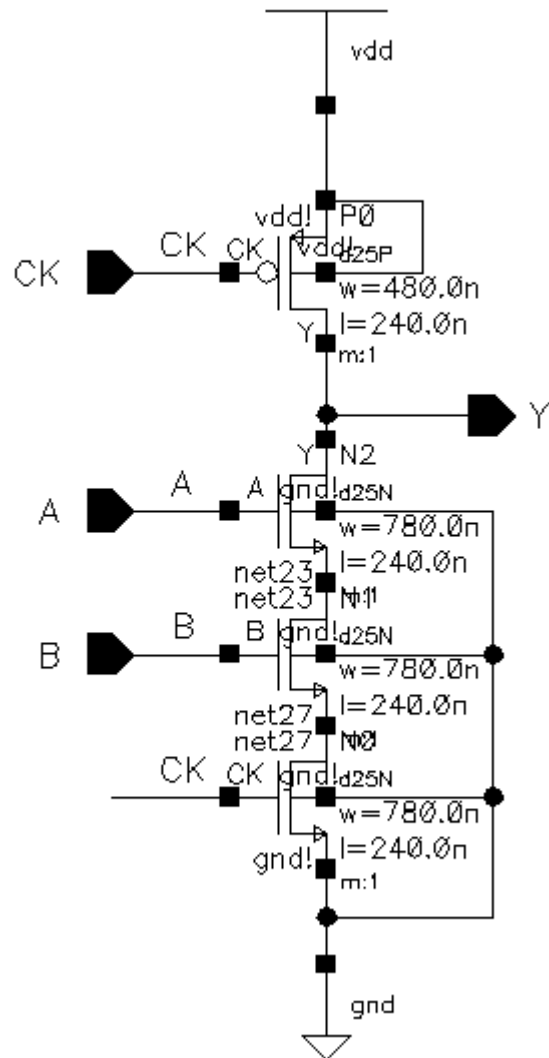 vdd
vdd! P0
CK CK CK vdd! d25P
w=480.0n
l=240.0n
Y m:1
Y
Y N2
A A A gnd! d25N
w=780.0n
l=240.0n
net23
net23 N1
B B B gnd! d25N
w=780.0n
l=240.0n
net27
net27 N0
CK CK gnd! d25N
w=780.0n
l=240.0n
gnd! m:1
gnd